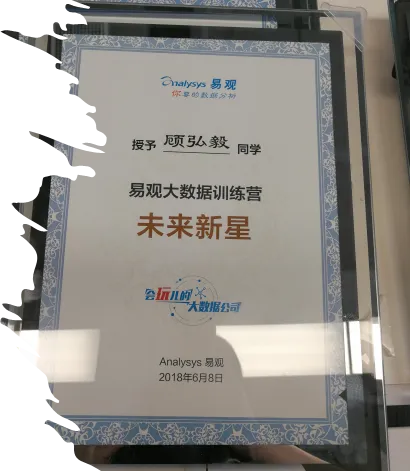 Analysys 易观
你要的数据分析
授予 顾弘毅 同学
易观大数据训练营
未来新星
会玩儿的
大数据公司
Analysys 易观
2018年6月8日